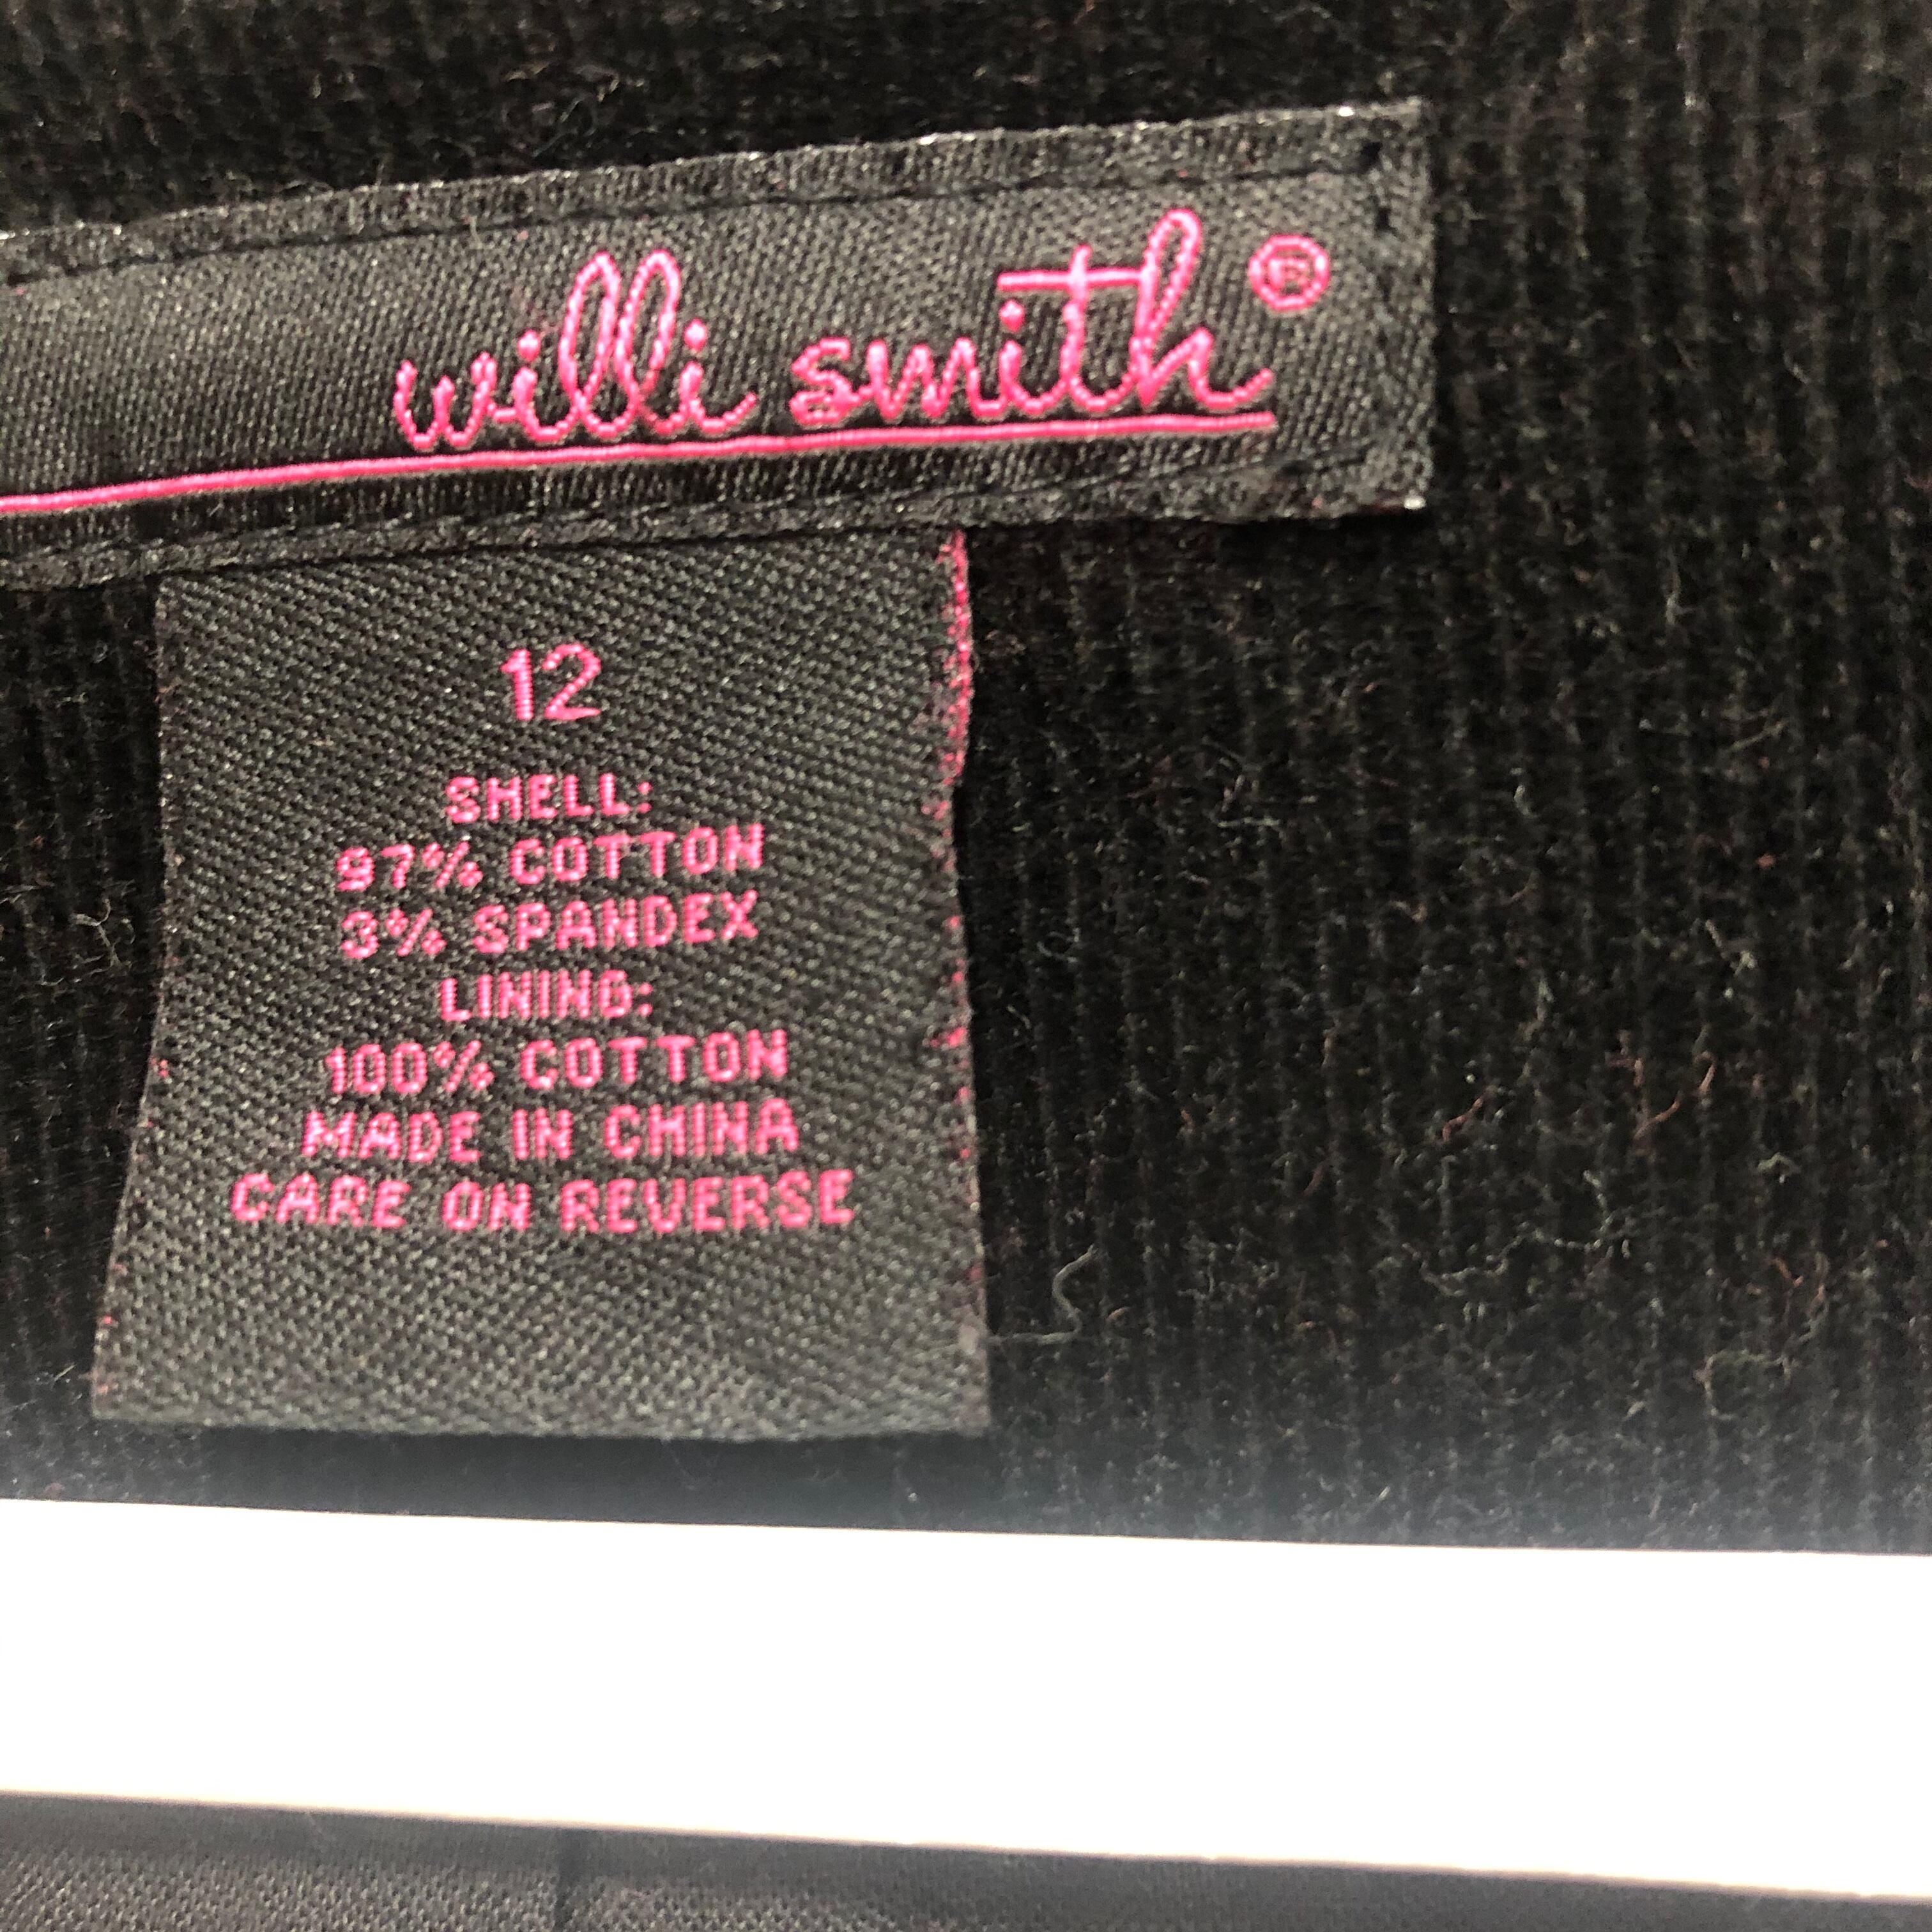 willi smith®
12
SHELL:
97% COTTON
3% SPANDEX
LINING:
100% COTTON
MADE IN CHINA
CARE ON REVERSE